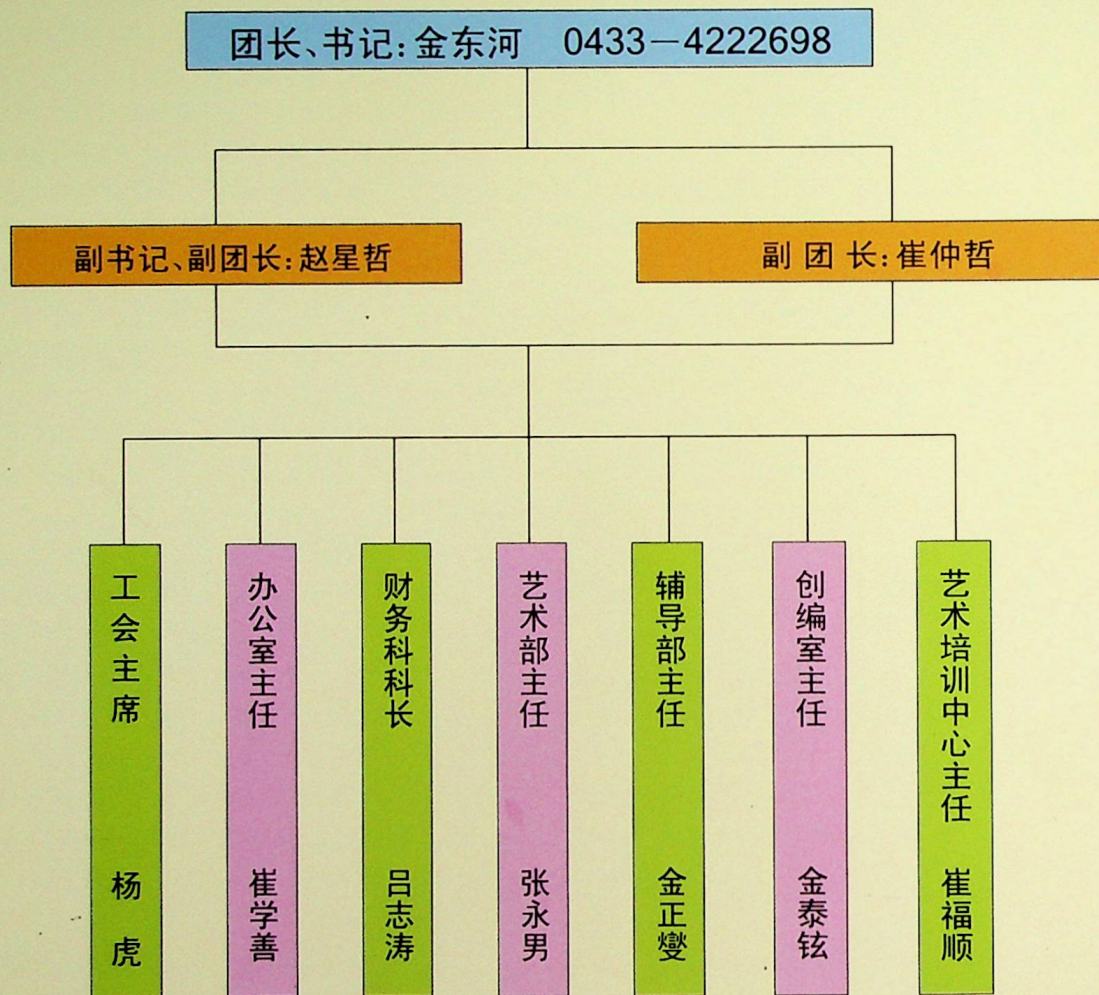 团长、书记:金东河 0433－4222698
副书记、副团长:赵星哲
副 团 长:崔仲哲
工会主席 杨 虎
办公室主任 崔学善
财务科科长 吕志涛
艺术部主任 张永男
辅导部主任 金正燮
创编室主任 金泰铉
艺术培训中心主任 崔福顺